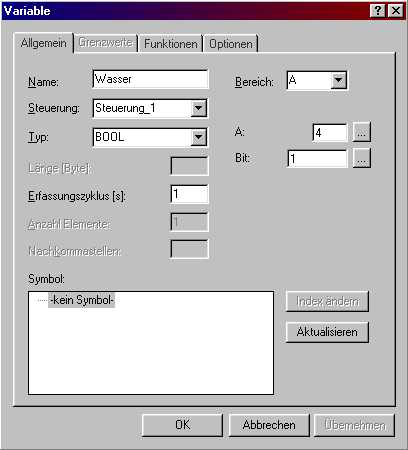 Variable
Allgemein Grenzwerte Funktionen Optionen
Name: Wasser Bereich: A
Steuerung: Steuerung_1
Typ: BOOL A: 4 ...
Länge [Byte]: Bit: 1 ...
Erfassungszyklus [s]: 1
Anzahl Elemente: 1
Nachkommastellen:
Symbol:
-kein Symbol- Index ändern
Aktualisieren
OK Abbrechen Übernehmen